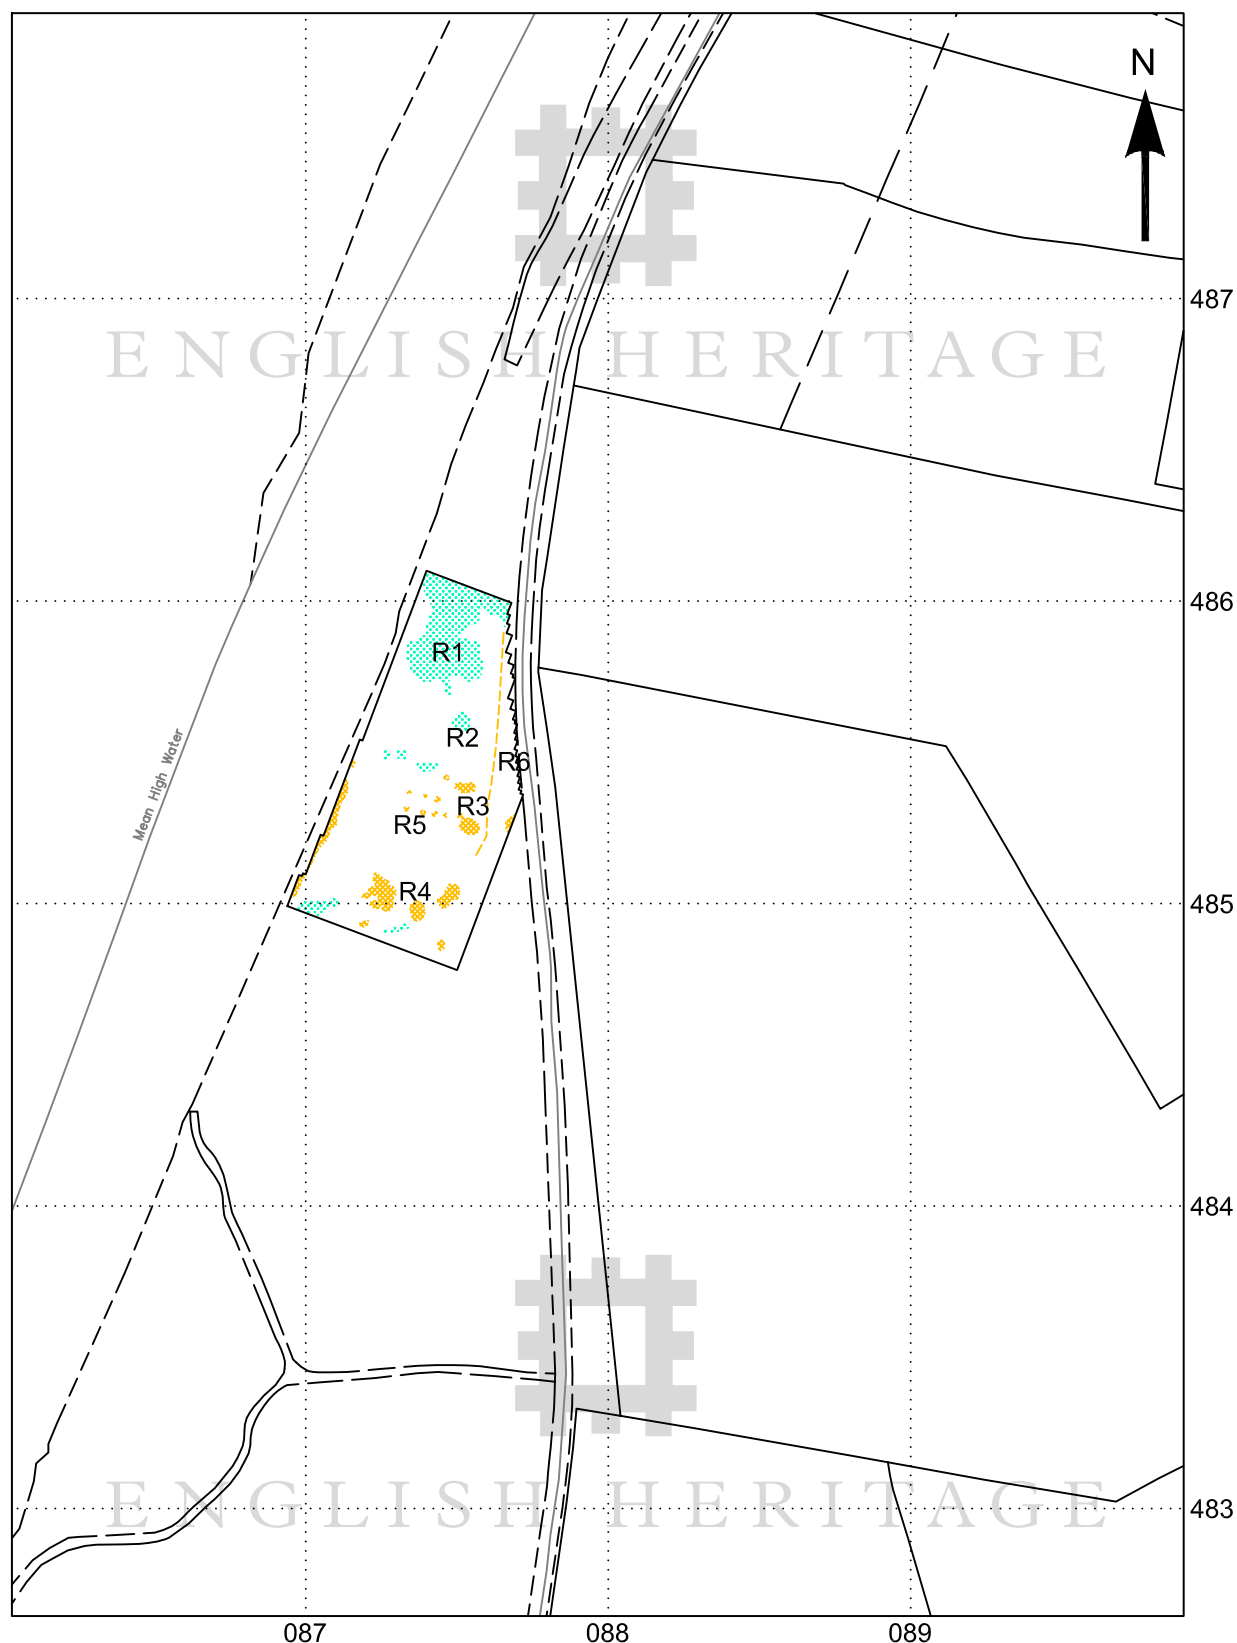 N
487
ENGLISH HERITAGE
486
R1
R2
Mean High Water
R6
R3
R5
R4
485
484
ENGLISH HERITAGE
483
087
088
089